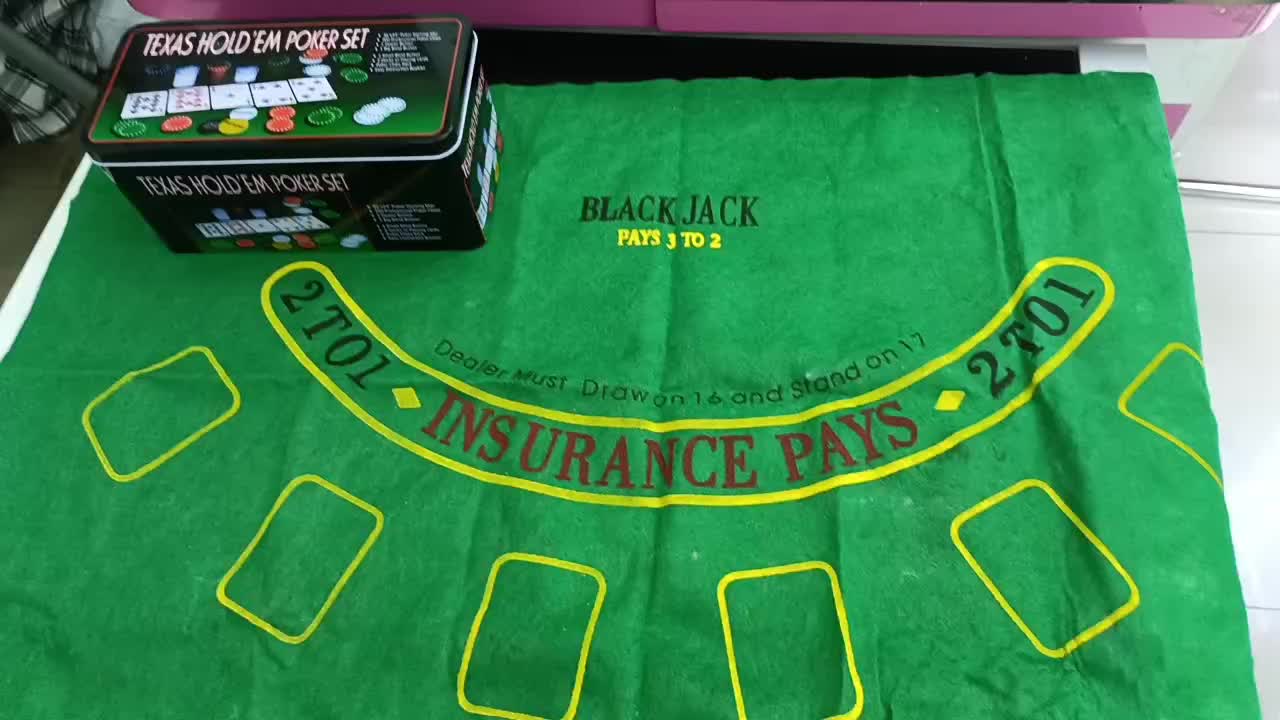 TEXAS HOLD'EM POKER SET
TEXAS HOLD'EM POKER SET
BLACK JACK
PAYS 3 TO 2
Dealer Must Draw on 16 and Stand on 17
2 TO 1
INSURANCE PAYS
2 TO 1